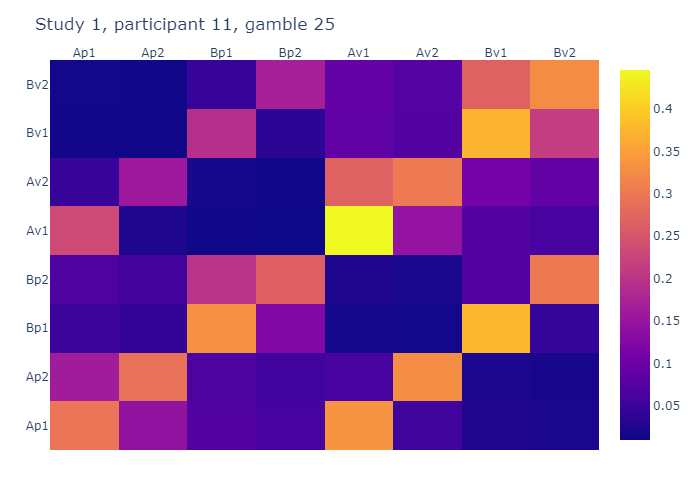 Study 1, participant 11, gamble 25
Ap1 Ap2 Bp1 Bp2 Av1 Av2 Bv1 Bv2
Bv2
Bv1
Av2
Av1
Bp2
Bp1
Ap2
Ap1
0.4
0.35
0.3
0.25
0.2
0.15
0.1
0.05